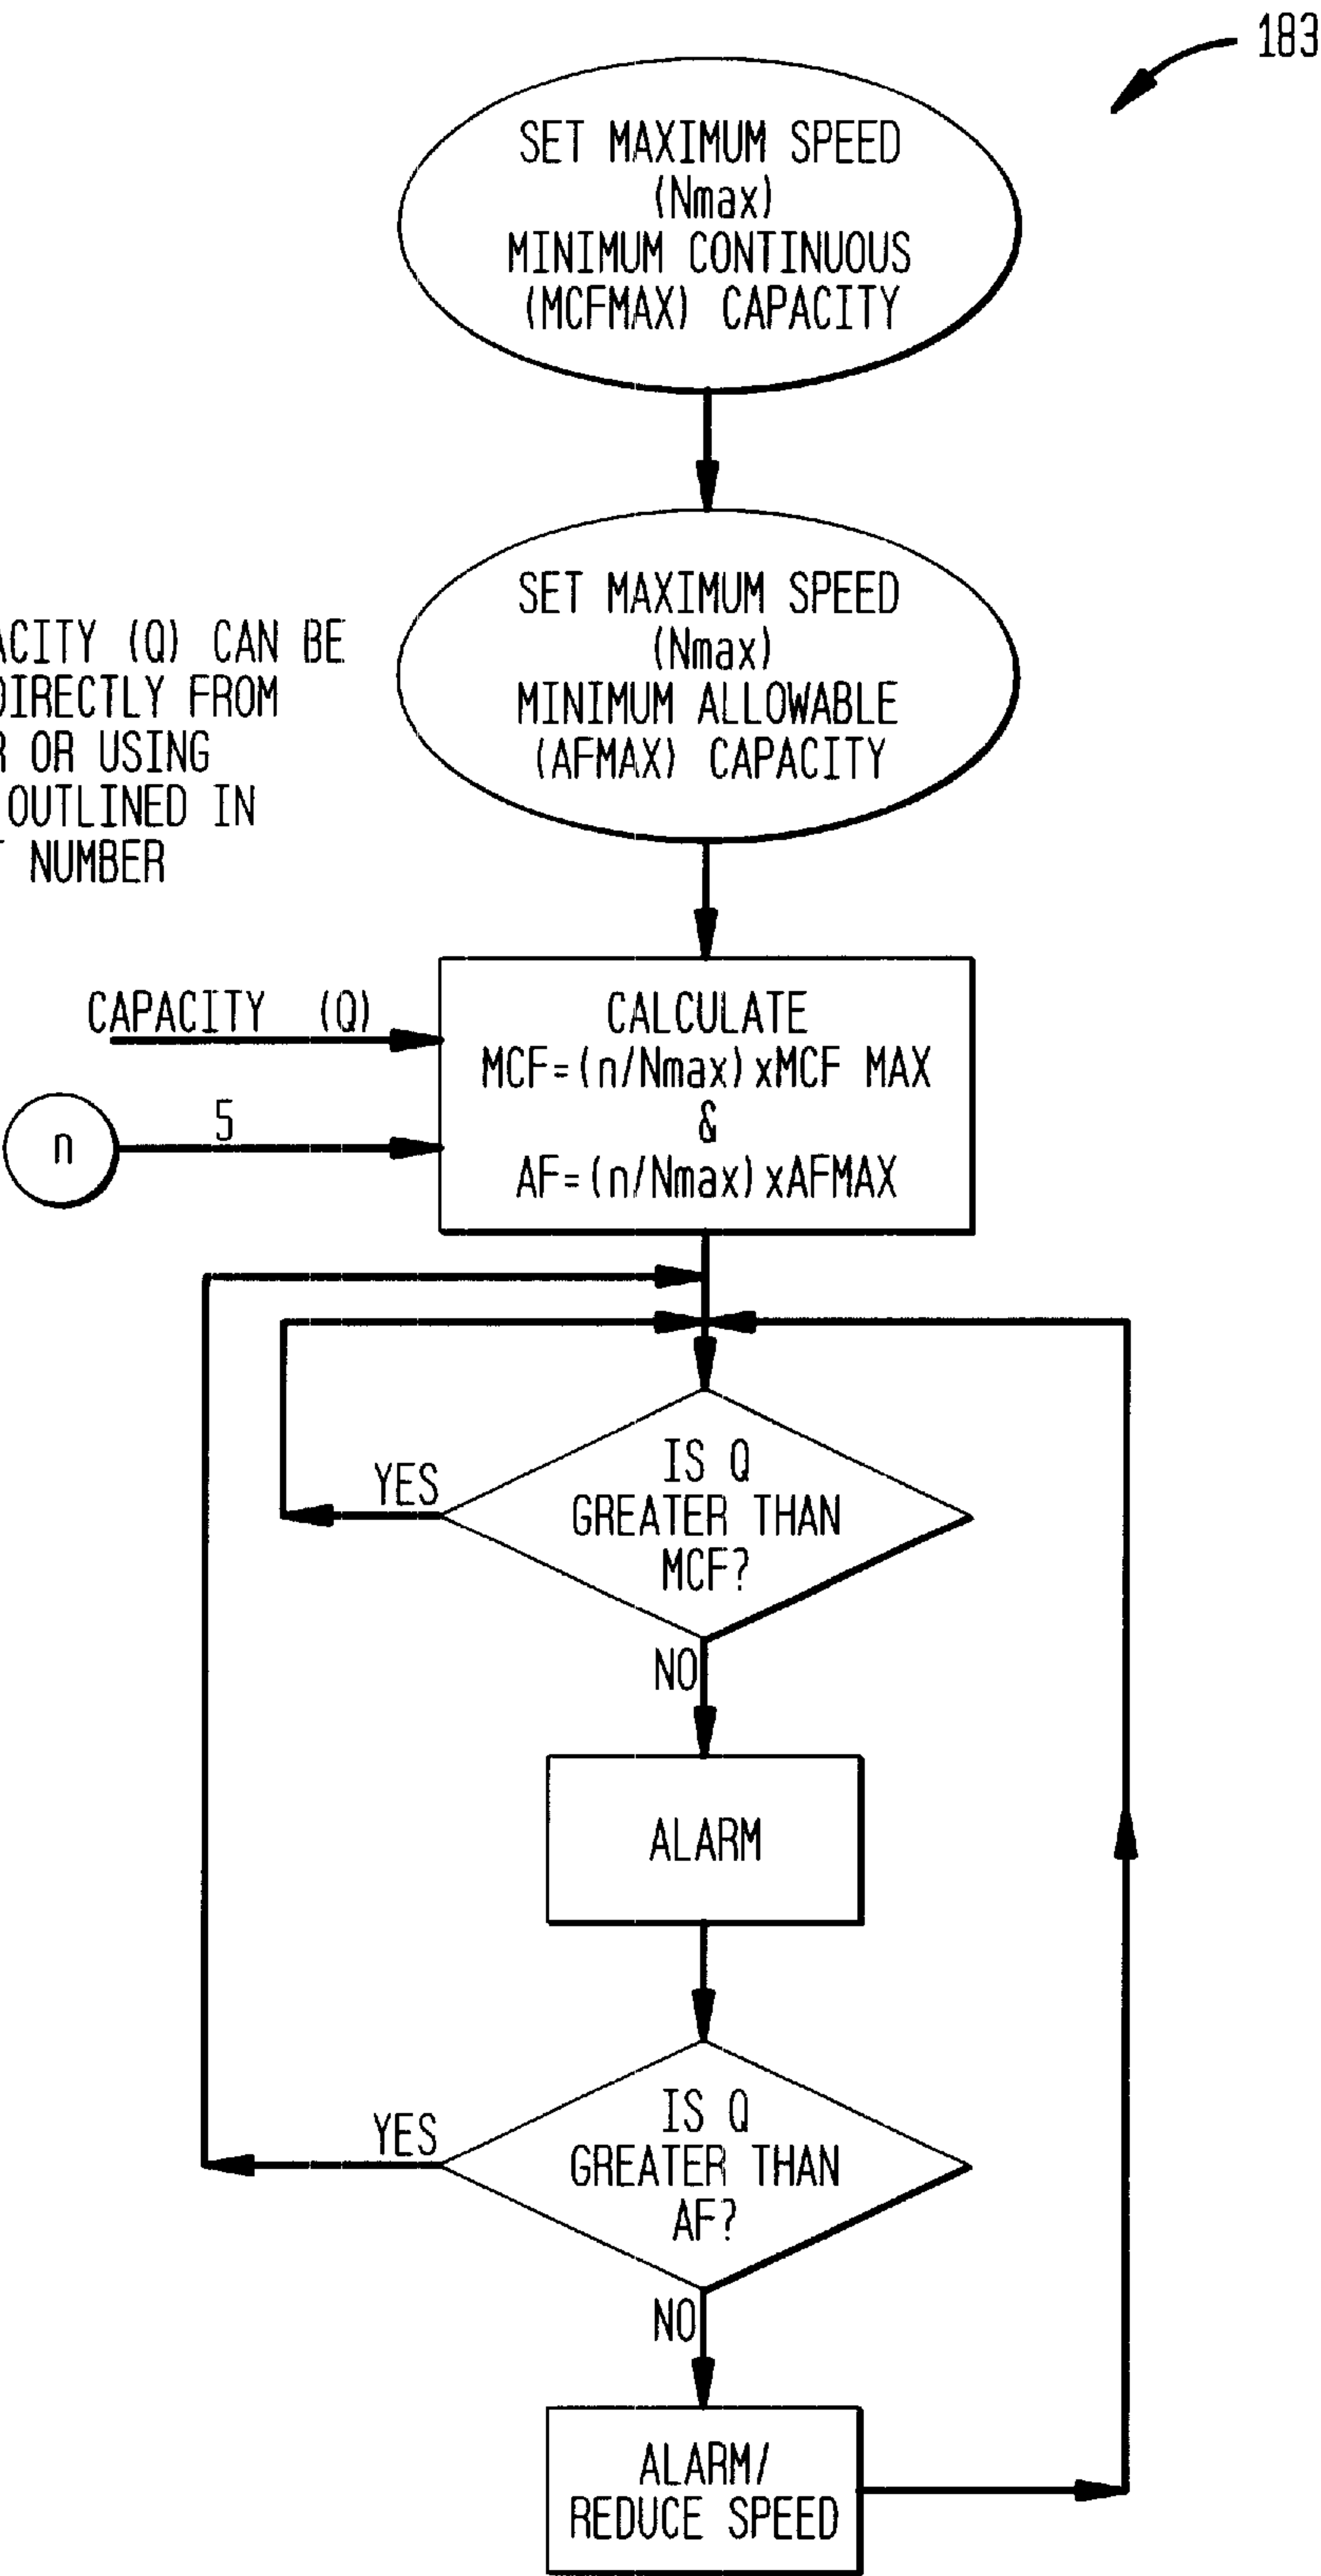 183
SET MAXIMUM SPEED
(Nmax)
MINIMUM CONTINUOUS
(MCFMAX) CAPACITY
SET MAXIMUM SPEED
(Nmax)
MINIMUM ALLOWABLE
(AFMAX) CAPACITY
ACITY (Q) CAN BE
DIRECTLY FROM
R OR USING
OUTLINED IN
NUMBER
CAPACITY (Q)
n
5
CALCULATE
MCF=(n/Nmax)xMCF MAX
&
AF=(n/Nmax)xAFMAX
IS Q
GREATER THAN
MCF?
YES
NO
ALARM
IS Q
GREATER THAN
AF?
YES
NO
ALARM/
REDUCE SPEED